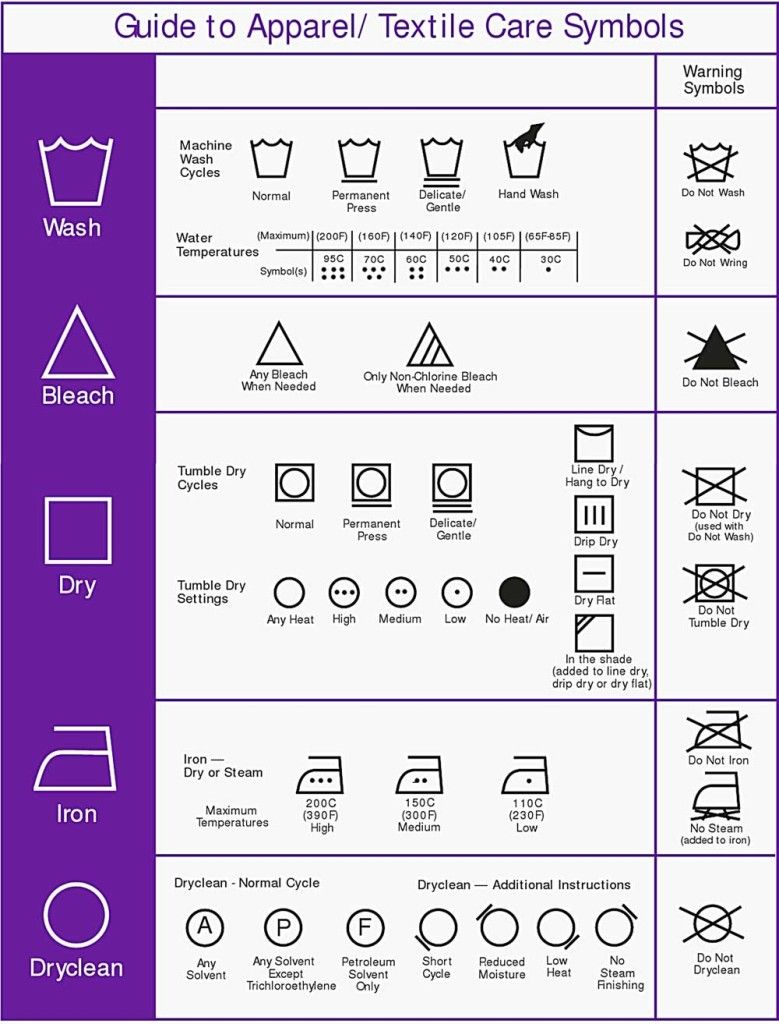 Guide to Apparel/ Textile Care Symbols
Warning
Symbols
Wash
Machine
Wash
Cycles
Normal
Permanent
Press
Delicate/
Gentle
Hand Wash
Do Not Wash
Water
Temperatures
(Maximum) (200F) (160F) (140F) (120F) (105F) (65F-85F)
95C 70C 60C 50C 40C 30C
Symbol(s)
Do Not Wring
Bleach
Any Bleach
When Needed
Only Non-Chlorine Bleach
When Needed
Do Not Bleach
Dry
Tumble Dry
Cycles
Normal
Permanent
Press
Delicate/
Gentle
Line Dry /
Hang to Dry
Drip Dry
Dry Flat
In the shade
(added to line dry,
drip dry or dry flat)
Tumble Dry
Settings
Any Heat
High
Medium
Low
No Heat/ Air
Do Not Dry
(used with
Do Not Wash)
Do Not
Tumble Dry
Iron
Iron —
Dry or Steam
Maximum
Temperatures
200C
(390F)
High
150C
(300F)
Medium
110C
(230F)
Low
Do Not Iron
No Steam
(added to iron)
Dryclean
Dryclean - Normal Cycle
A
Any
Solvent
P
Any Solvent
Except
Trichloroethylene
F
Petroleum
Solvent
Only
Dryclean — Additional Instructions
Short
Cycle
Reduced
Moisture
Low
Heat
No
Steam
Finishing
Do Not
Dryclean